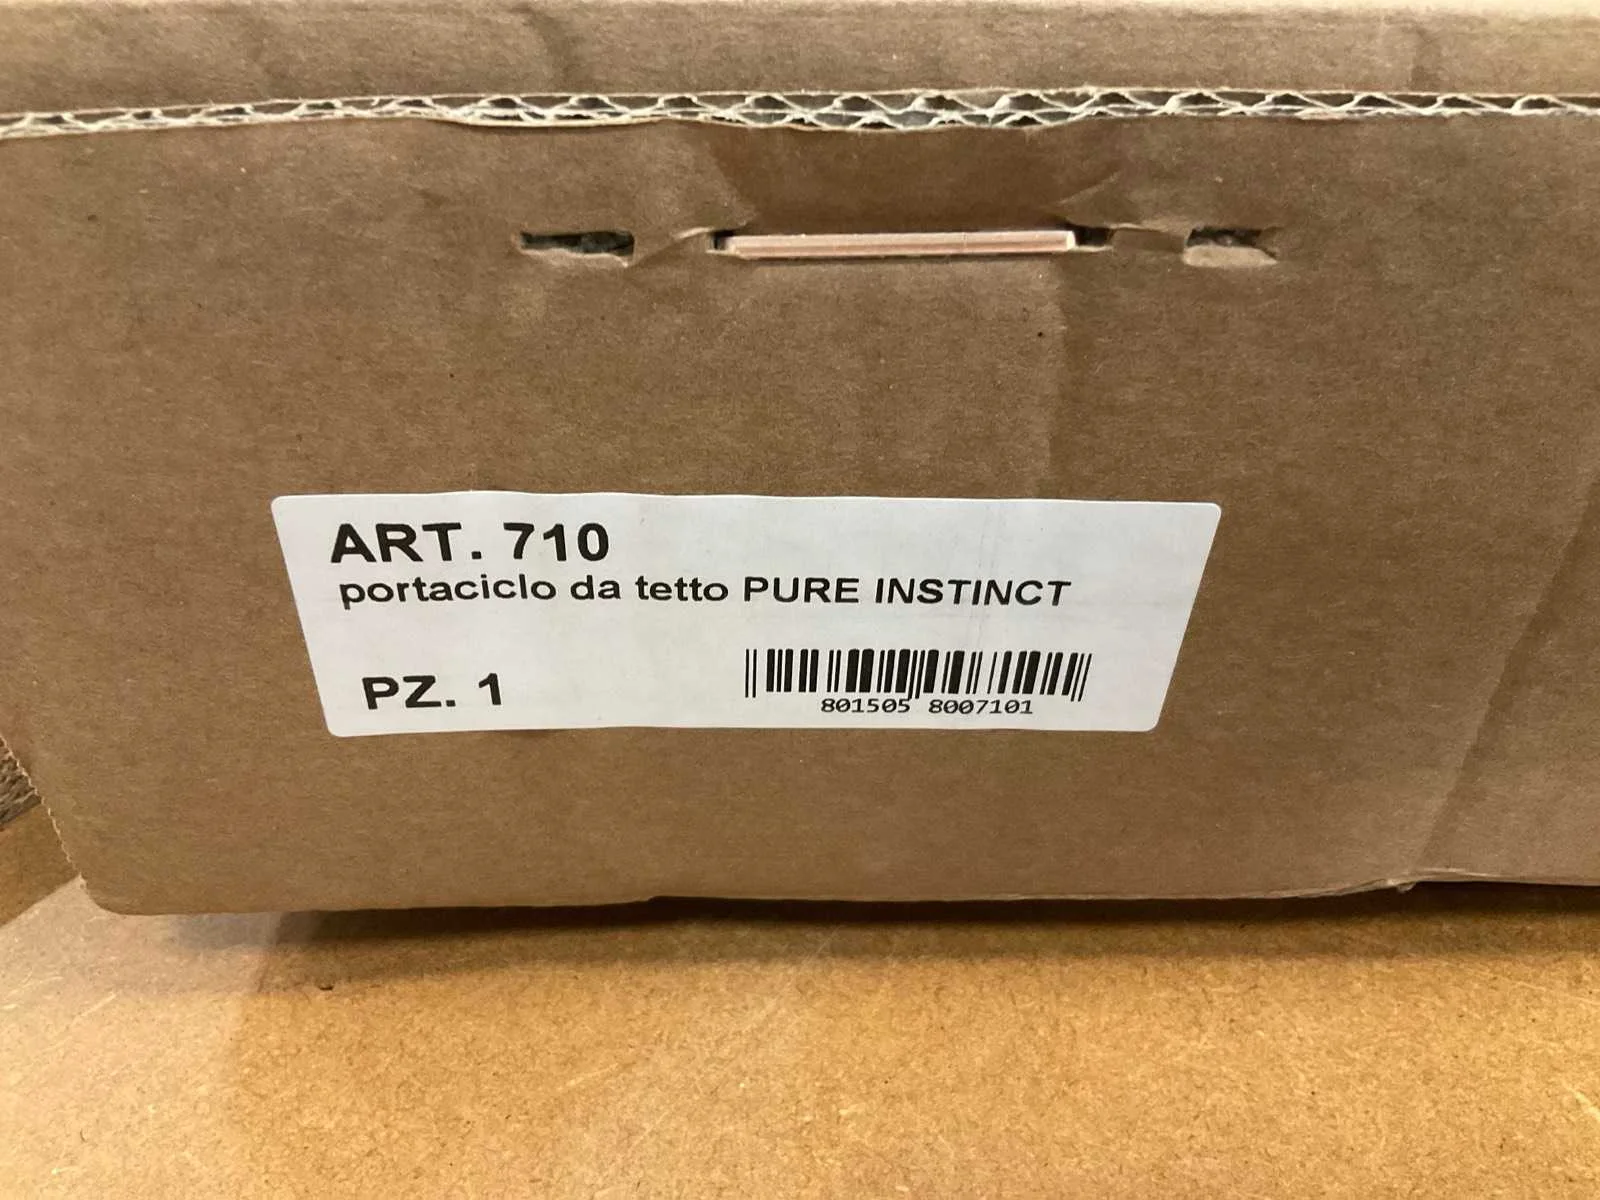 ART. 710
portaciclo da tetto PURE INSTINCT
PZ. 1
801505 8007101